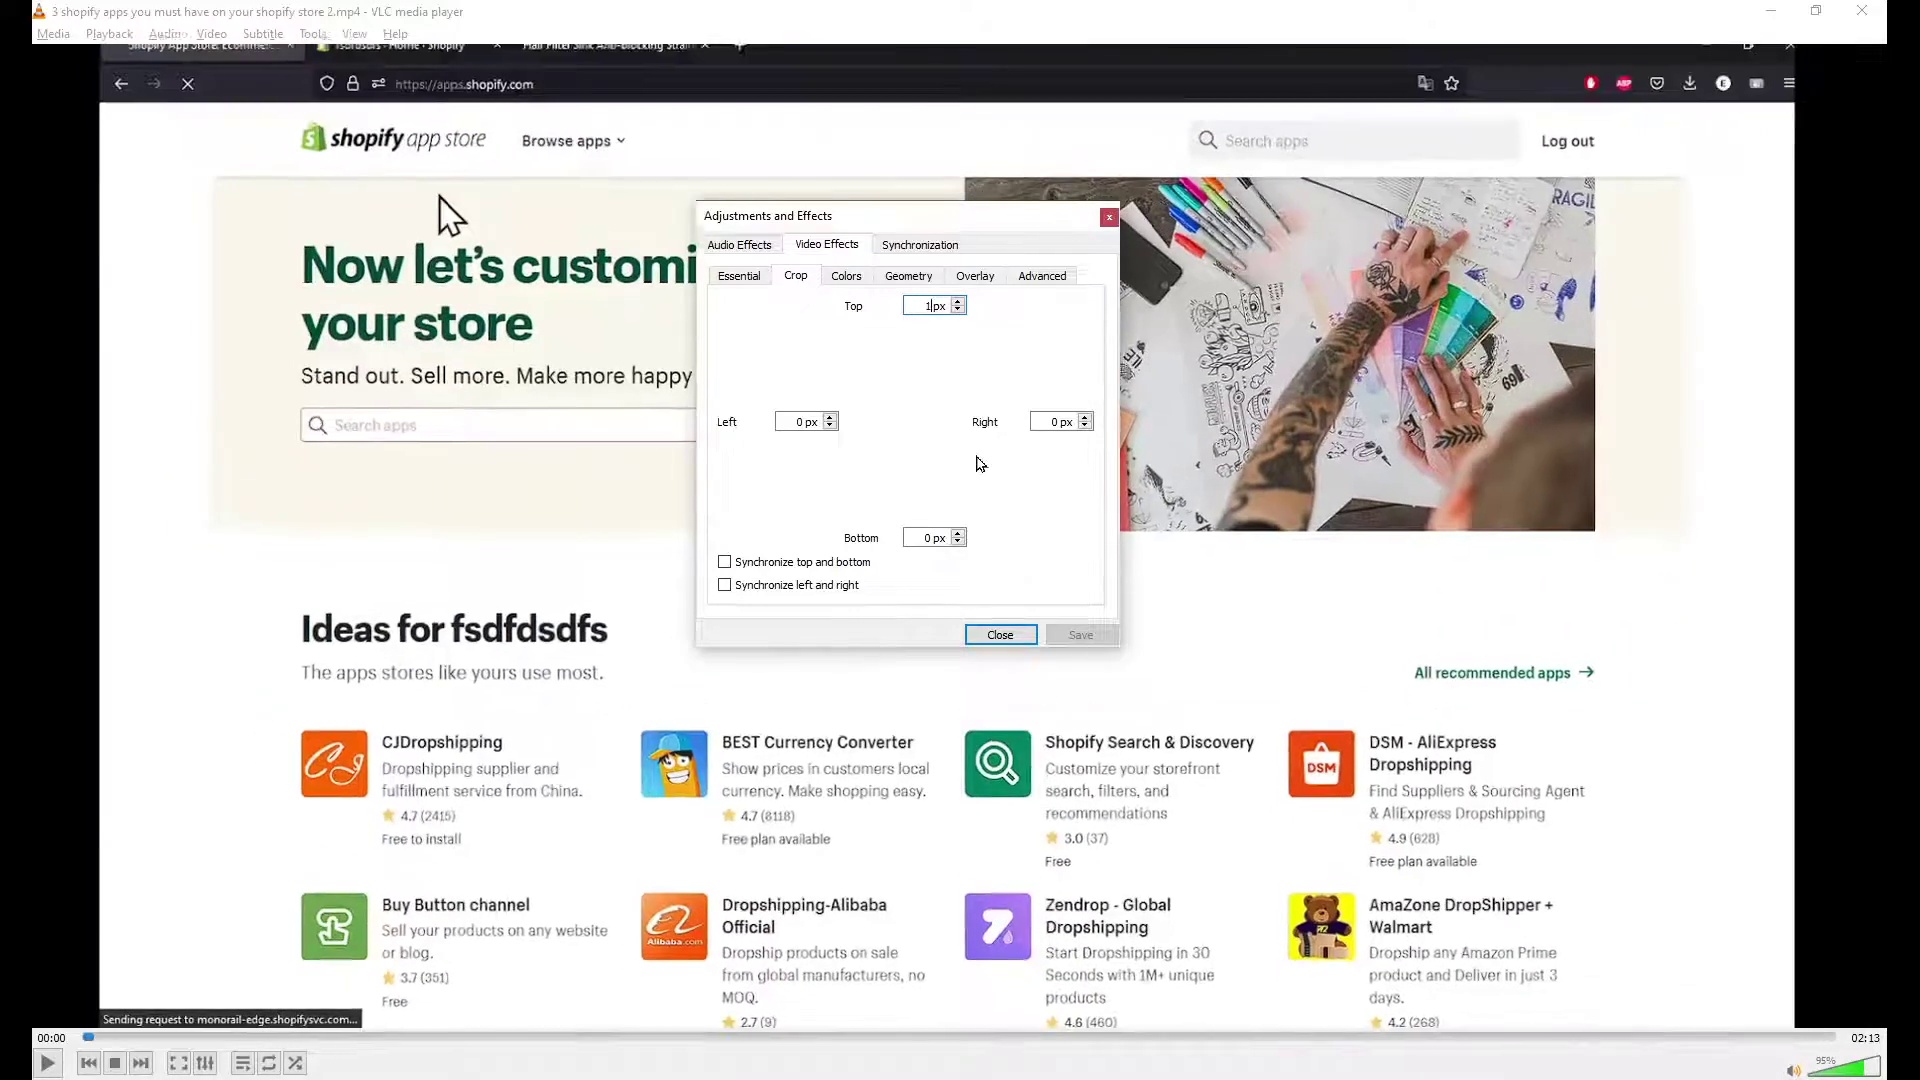 3 shopify apps you must have on your shopify store 2.mp4 - VLC media player
Media Playback Audio Video Subtitle Tools View Help
Shopify App Store: Ecommerc...
fsdfdsdfs - Home · Shopify
Hair Filter Sink Anti-blocking Strain
https://apps.shopify.com
ABP
E
shopify app store
Browse apps
Search apps
Log out
Now let's customi
your store
Stand out. Sell more. Make more happy
Search apps
RAGIL
69
Adjustments and Effects
x
Audio Effects Video Effects Synchronization
Essential Crop Colors Geometry Overlay Advanced
Top 1 px
Left 0 px
Right 0 px
Bottom 0 px
Synchronize top and bottom
Synchronize left and right
Close Save
Ideas for fsdfdsdfs
The apps stores like yours use most.
All recommended apps →
CJDropshipping
Dropshipping supplier and
fulfillment service from China.
4.7 (2415)
Free to install
BEST Currency Converter
Show prices in customers local
currency. Make shopping easy.
4.7 (8118)
Free plan available
Shopify Search & Discovery
Customize your storefront
search, filters, and
recommendations
3.0 (37)
Free
DSM
DSM - AliExpress
Dropshipping
Find Suppliers & Sourcing Agent
& AliExpress Dropshipping
4.9 (628)
Free plan available
Buy Button channel
Sell your products on any website
or blog.
3.7 (351)
Free
Alibaba.com
Dropshipping-Alibaba
Official
Dropship products on sale
from global manufacturers, no
MOQ.
2.7 (9)
Zendrop - Global
Dropshipping
Start Dropshipping in 30
Seconds with 1M+ unique
products
4.6 (460)
AmaZone DropShipper +
Walmart
Dropship any Amazon Prime
product and Deliver in just 3
days.
4.2 (268)
Sending request to monorail-edge.shopifysvc.com...
00:00
02:13
95%